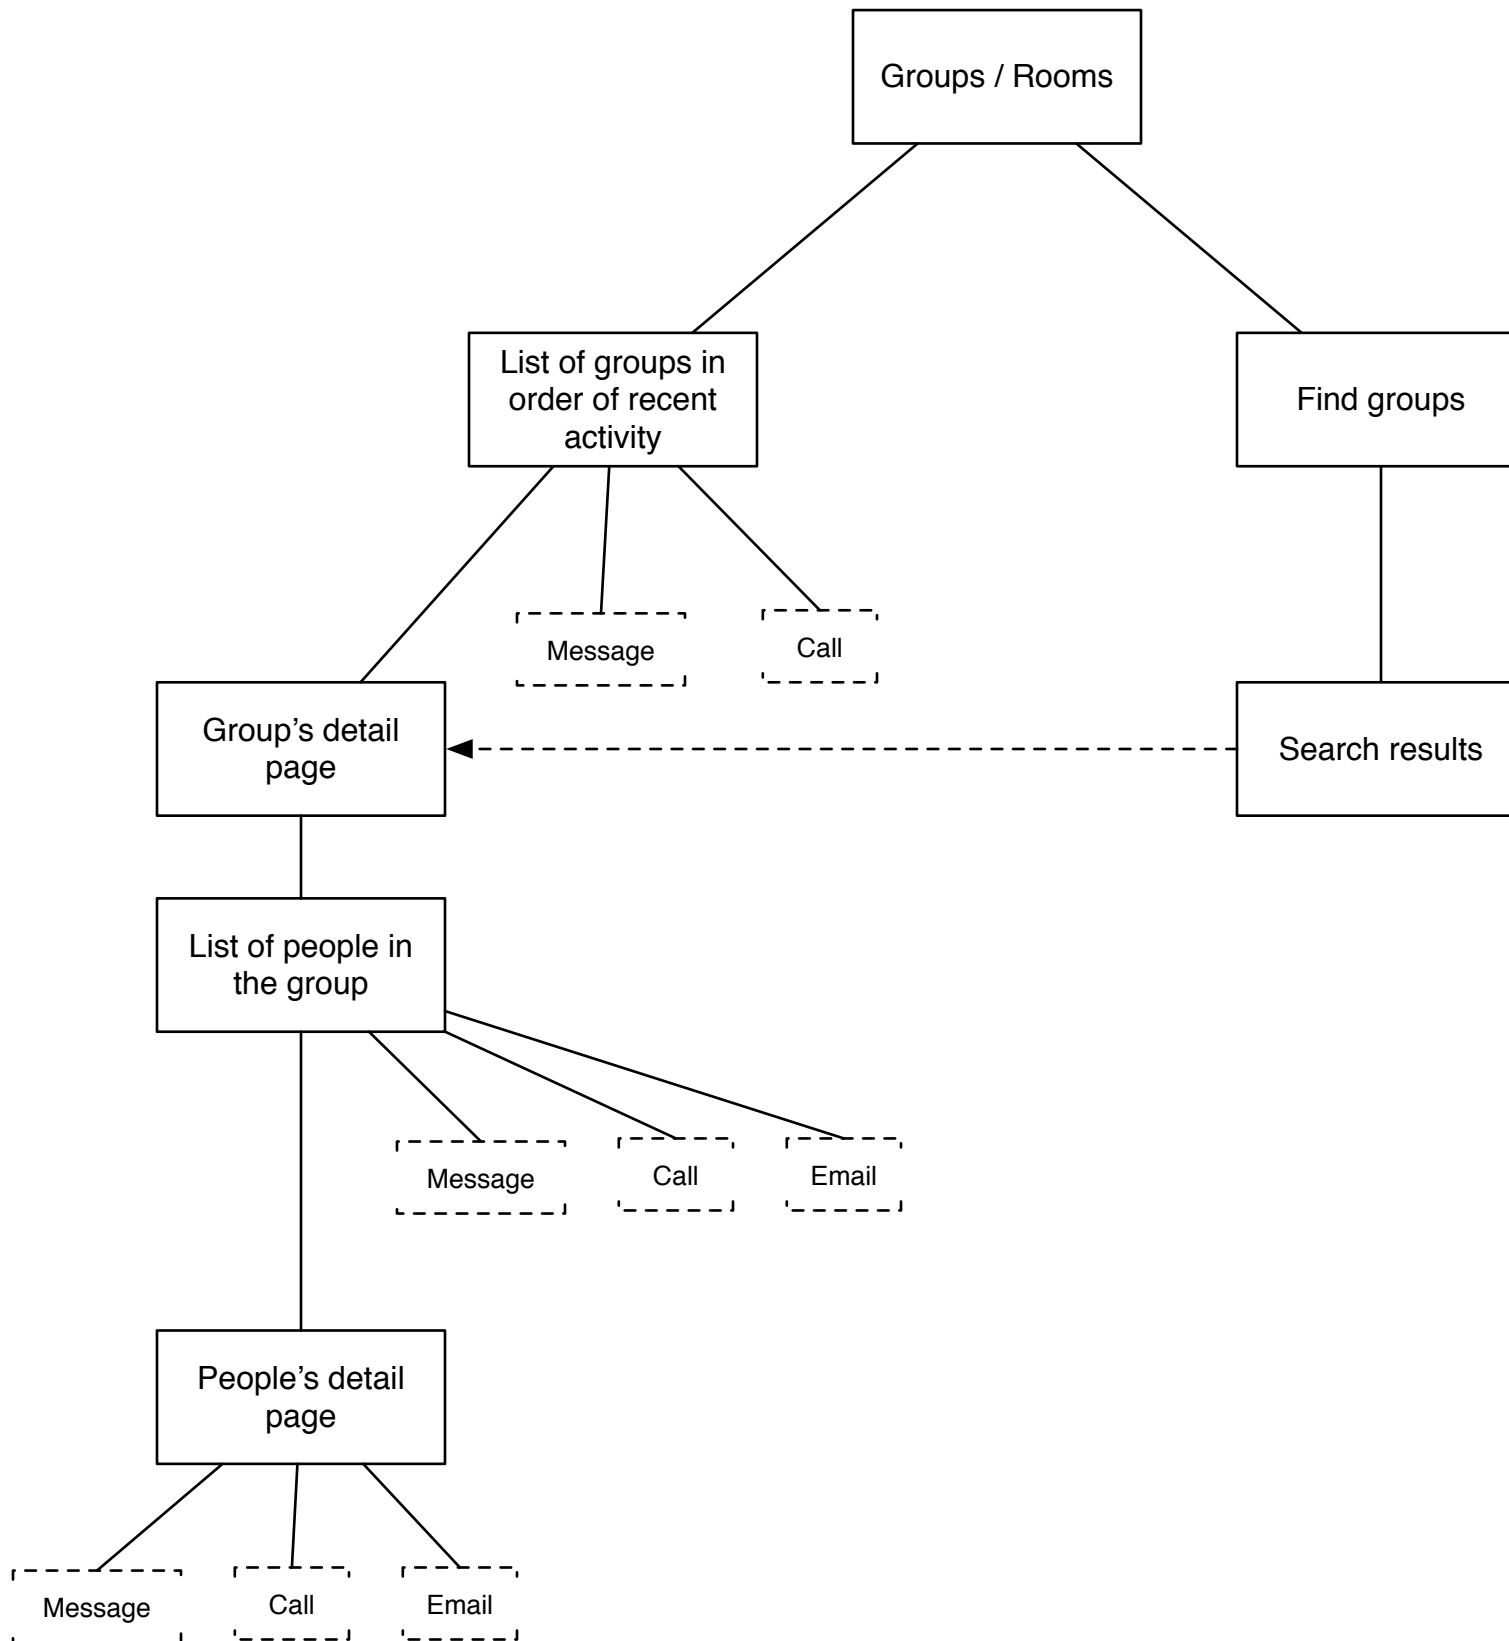 Groups / Rooms
List of groups in
order of recent
activity
Find groups
Message
Call
Group’s detail
page
Search results
List of people in
the group
Message
Call
Email
People’s detail
page
Message
Call
Email